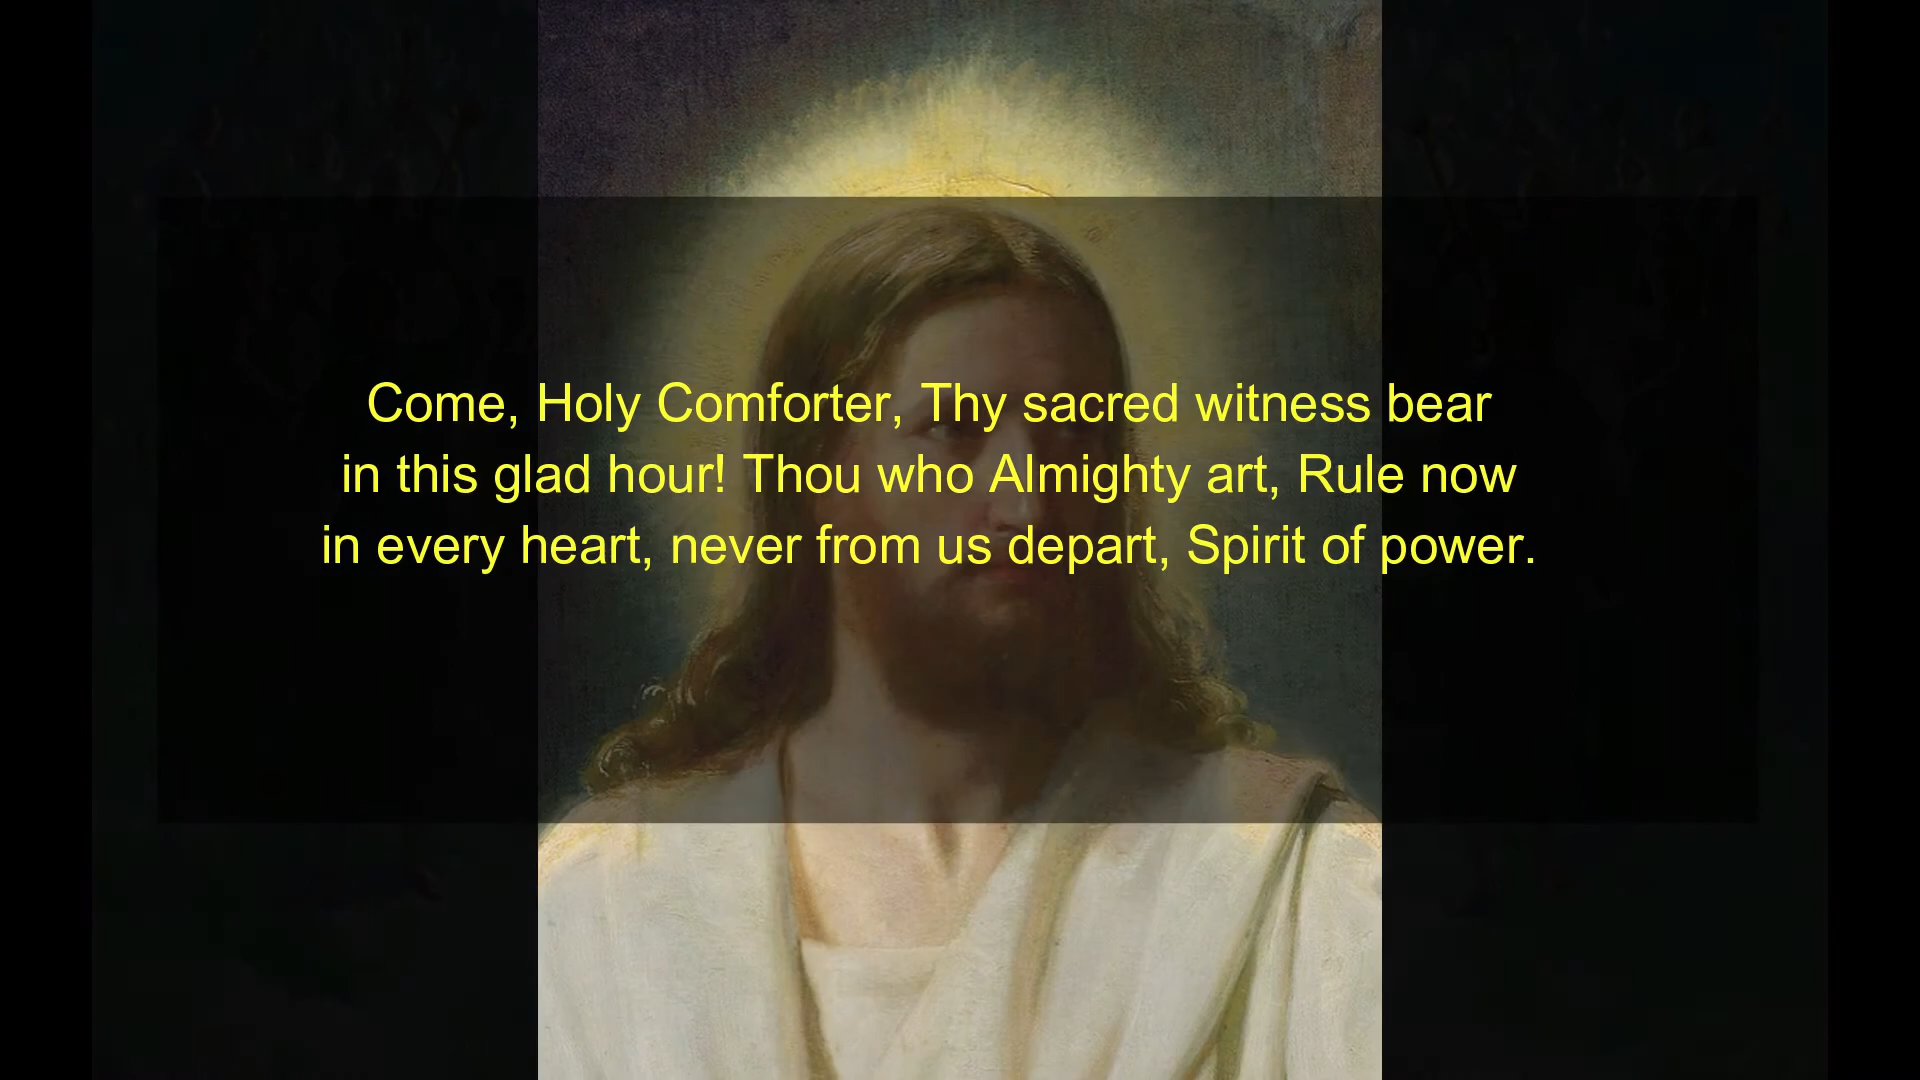 Come, Holy Comforter, Thy sacred witness bear
in this glad hour! Thou who Almighty art, Rule now
in every heart, never from us depart, Spirit of power.